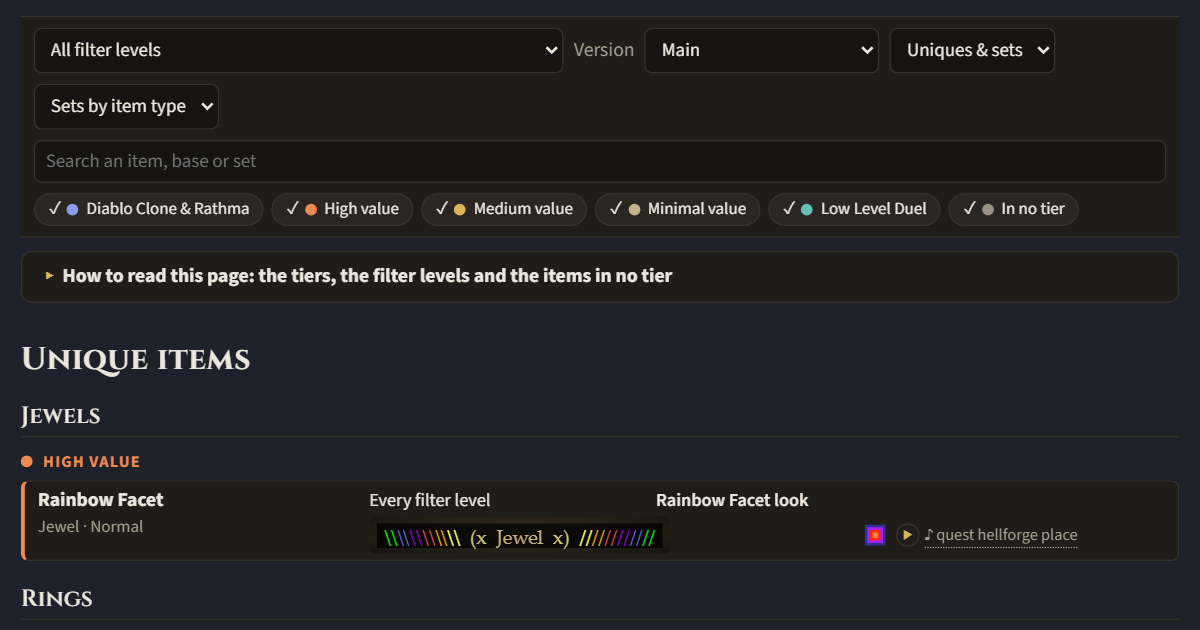 All filter levels Version Main Uniques & sets
Sets by item type
Search an item, base or set
✓ Diablo Clone & Rathma ✓ High value ✓ Medium value ✓ Minimal value ✓ Low Level Duel ✓ In no tier
How to read this page: the tiers, the filter levels and the items in no tier
Unique items
Jewels
HIGH VALUE
Rainbow Facet Every filter level Rainbow Facet look
Jewel · Normal \\\\\\\\\\\\ (x Jewel x) //////////// ♪ quest hellforge place
Rings